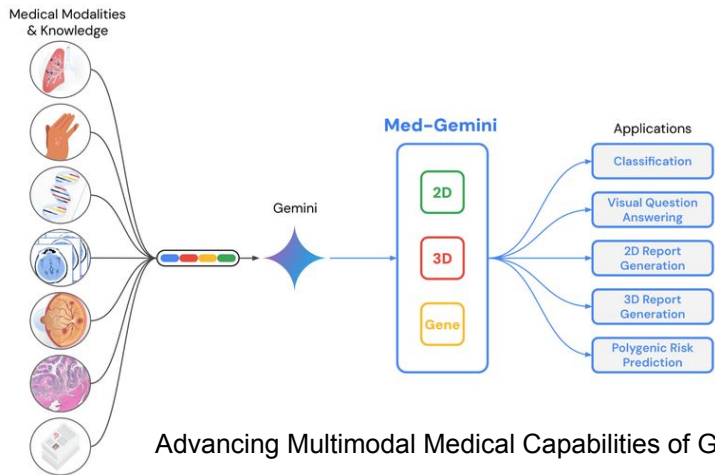 Medical Modalities
& Knowledge
Gemini
Med-Gemini
2D
3D
Gene
Applications
Classification
Visual Question
Answering
2D Report
Generation
3D Report
Generation
Polygenic Risk
Prediction
Advancing Multimodal Medical Capabilities of G